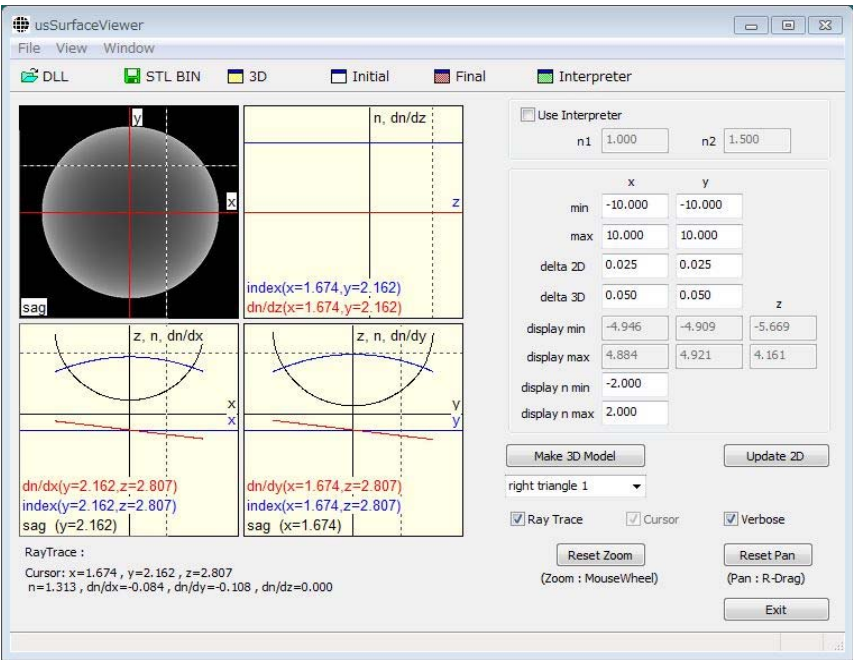 usSurfaceViewer
File View Window
DLL STL BIN 3D Initial Final Interpreter
y
x
sag
n, dn/dz
z
index(x=1.674,y=2.162)
dn/dz(x=1.674,y=2.162)
z, n, dn/dx
x
x
dn/dx(y=2.162,z=2.807)
index(y=2.162,z=2.807)
sag (y=2.162)
z, n, dn/dy
y
y
dn/dy(x=1.674,z=2.807)
index(x=1.674,z=2.807)
sag (x=1.674)
RayTrace :
Cursor: x=1.674 , y=2.162 , z=2.807
n=1.313 , dn/dx=-0.084 , dn/dy=-0.108 , dn/dz=0.000
Use Interpreter
n1 1.000 n2 1.500
x y
min -10.000 -10.000
max 10.000 10.000
delta 2D 0.025 0.025
delta 3D 0.050 0.050
z
display min -4.946 -4.909 -5.669
display max 4.884 4.921 4.161
display n min -2.000
display n max 2.000
Make 3D Model Update 2D
right triangle 1
Ray Trace Cursor Verbose
Reset Zoom Reset Pan
(Zoom : MouseWheel) (Pan : R-Drag)
Exit